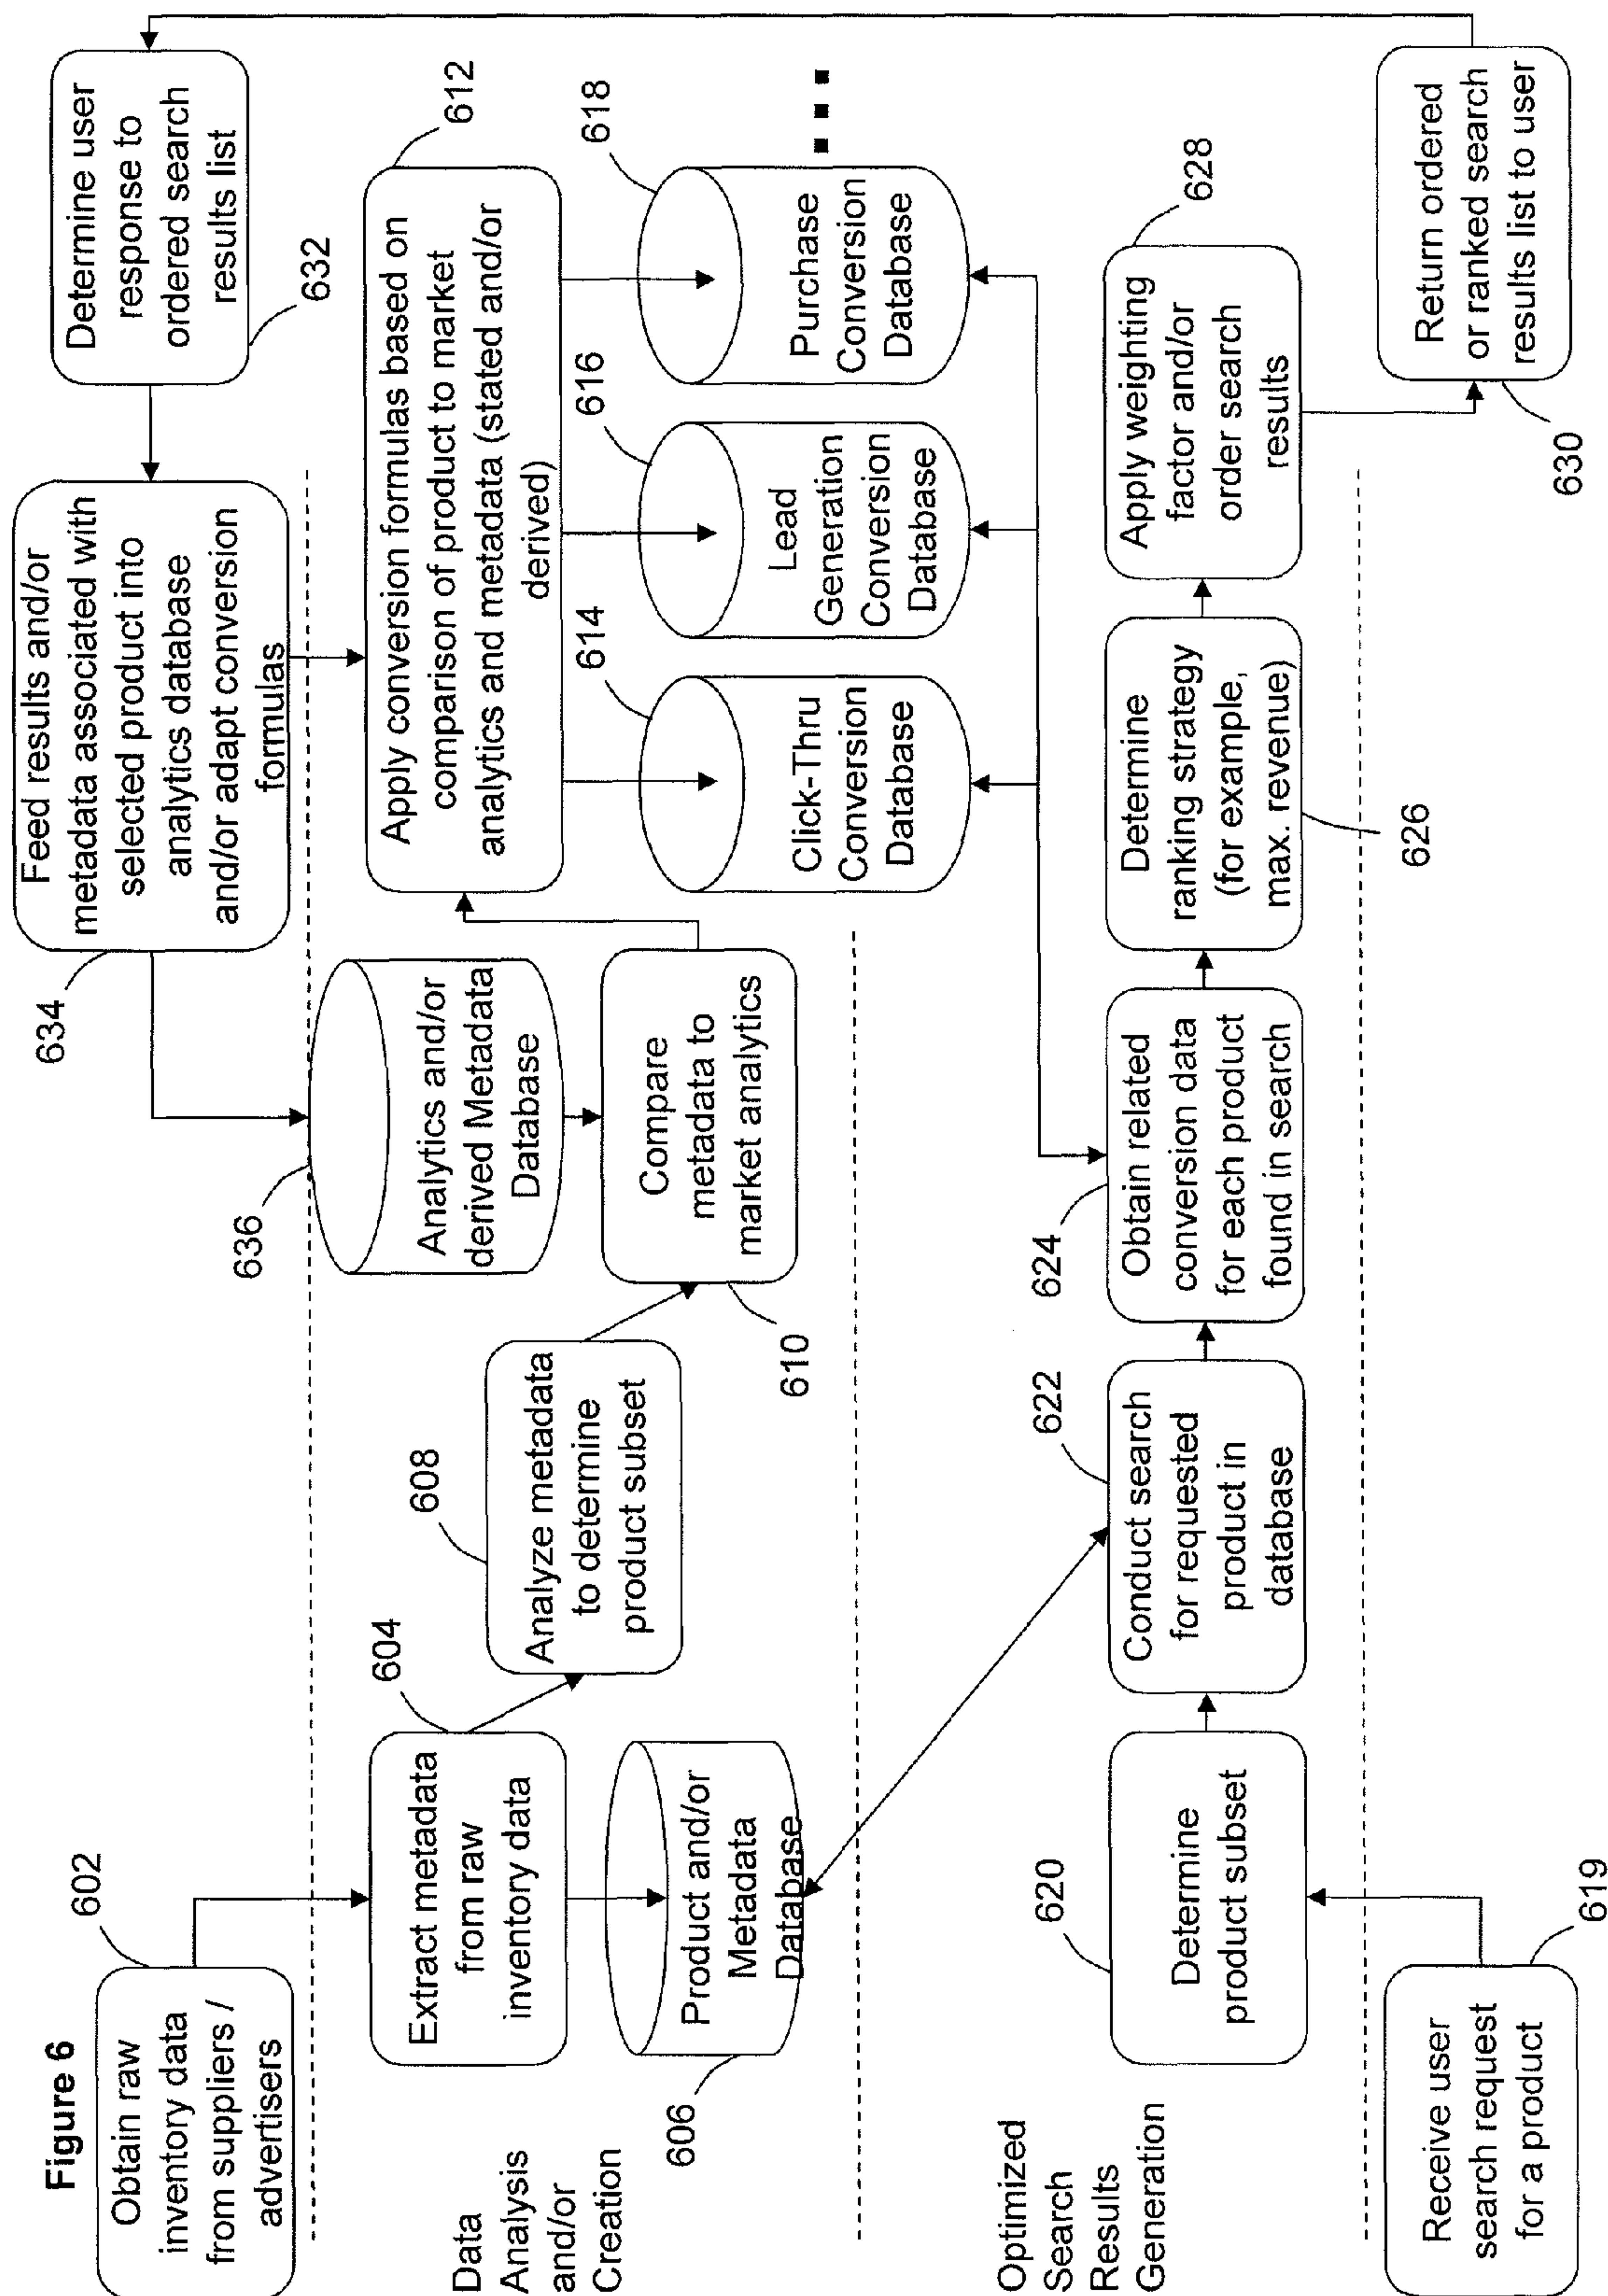 Figure 6
602
Obtain raw
inventory data
from suppliers /
advertisers
634
Feed results and/or
metadata associated with
selected product into
analytics database
and/or adapt conversion
formulas
Determine user
response to
ordered search
results list
632
Data
Analysis
and/or
Creation
604
Extract metadata
from raw
inventory data
606
Product and/or
Metadata
Database
608
Analyze metadata
to determine
product subset
636
Analytics and/or
derived Metadata
Database
Compare
metadata to
market analytics
610
612
Apply conversion formulas based on
comparison of product to market
analytics and metadata (stated and/or
derived)
614
Click-Thru
Conversion
Database
616
Lead
Generation
Conversion
Database
618
Purchase
Conversion
Database
Optimized
Search
Results
Generation
620
Determine
product subset
622
Conduct search
for requested
product in
database
624
Obtain related
conversion data
for each product
found in search
Determine
ranking strategy
(for example,
max. revenue)
626
628
Apply weighting
factor and/or
order search
results
Receive user
search request
for a product
619
Return ordered
or ranked search
results list to user
630